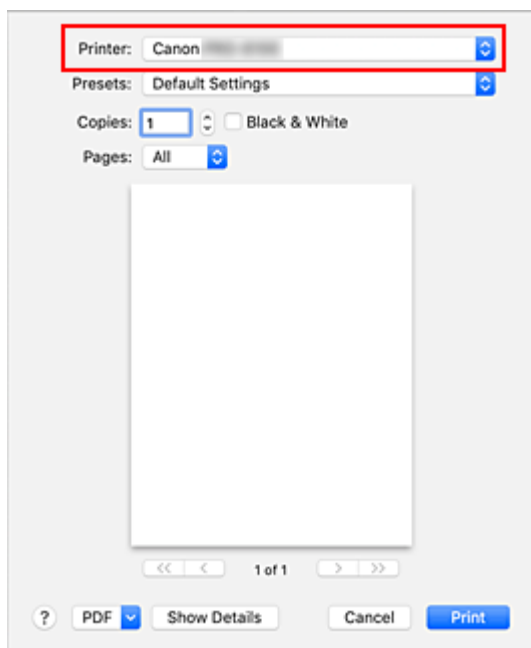 Printer: Canon
Presets: Default Settings
Copies: 1 Black & White
Pages: All
<< < 1 of 1 > >>
? PDF Show Details Cancel Print